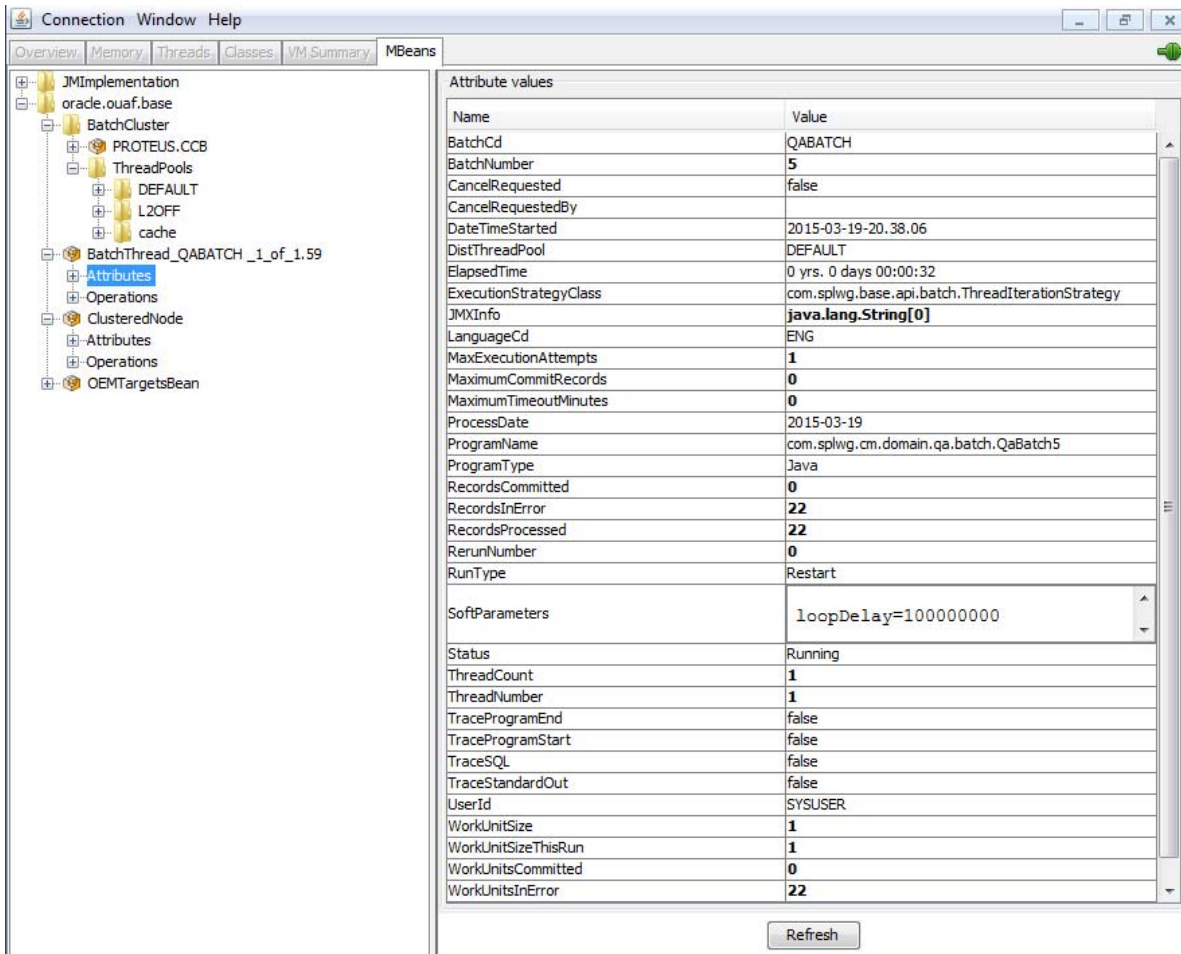 Connection Window Help
Overview Memory Threads Classes VM Summary MBeans
JMImplementation
oracle.ouaf.base
BatchCluster
PROTEUS.CCB
ThreadPools
DEFAULT
L2OFF
cache
BatchThread_QABATCH _1_of_1.59
Attributes
Operations
ClusteredNode
Attributes
Operations
OEMTargetsBean
Attribute values
Name Value
BatchCd QABATCH
BatchNumber 5
CancelRequested false
CancelRequestedBy
DateTimeStarted 2015-03-19-20.38.06
DistThreadPool DEFAULT
ElapsedTime 0 yrs. 0 days 00:00:32
ExecutionStrategyClass com.splwg.base.api.batch.ThreadIterationStrategy
JMXInfo java.lang.String[0]
LanguageCd ENG
MaxExecutionAttempts 1
MaximumCommitRecords 0
MaximumTimeoutMinutes 0
ProcessDate 2015-03-19
ProgramName com.splwg.cm.domain.qa.batch.QaBatch5
ProgramType Java
RecordsCommitted 0
RecordsInError 22
RecordsProcessed 22
RerunNumber 0
RunType Restart
SoftParameters loopDelay=100000000
Status Running
ThreadCount 1
ThreadNumber 1
TraceProgramEnd false
TraceProgramStart false
TraceSQL false
TraceStandardOut false
UserId SYSUSER
WorkUnitSize 1
WorkUnitSizeThisRun 1
WorkUnitsCommitted 0
WorkUnitsInError 22
Refresh